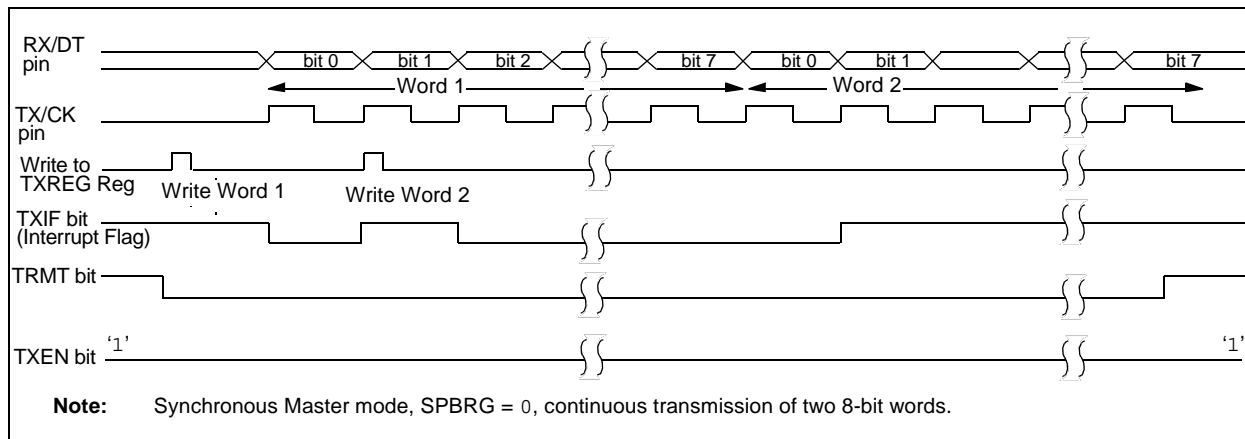 RX/DT
pin
bit 0 bit 1 bit 2 bit 7 bit 0 bit 1 bit 7
Word 1 Word 2
TX/CK
pin
Write to
TXREG Reg
Write Word 1 Write Word 2
TXIF bit
(Interrupt Flag)
TRMT bit
‘1’ ‘1’
TXEN bit
Note: Synchronous Master mode, SPBRG = 0, continuous transmission of two 8-bit words.